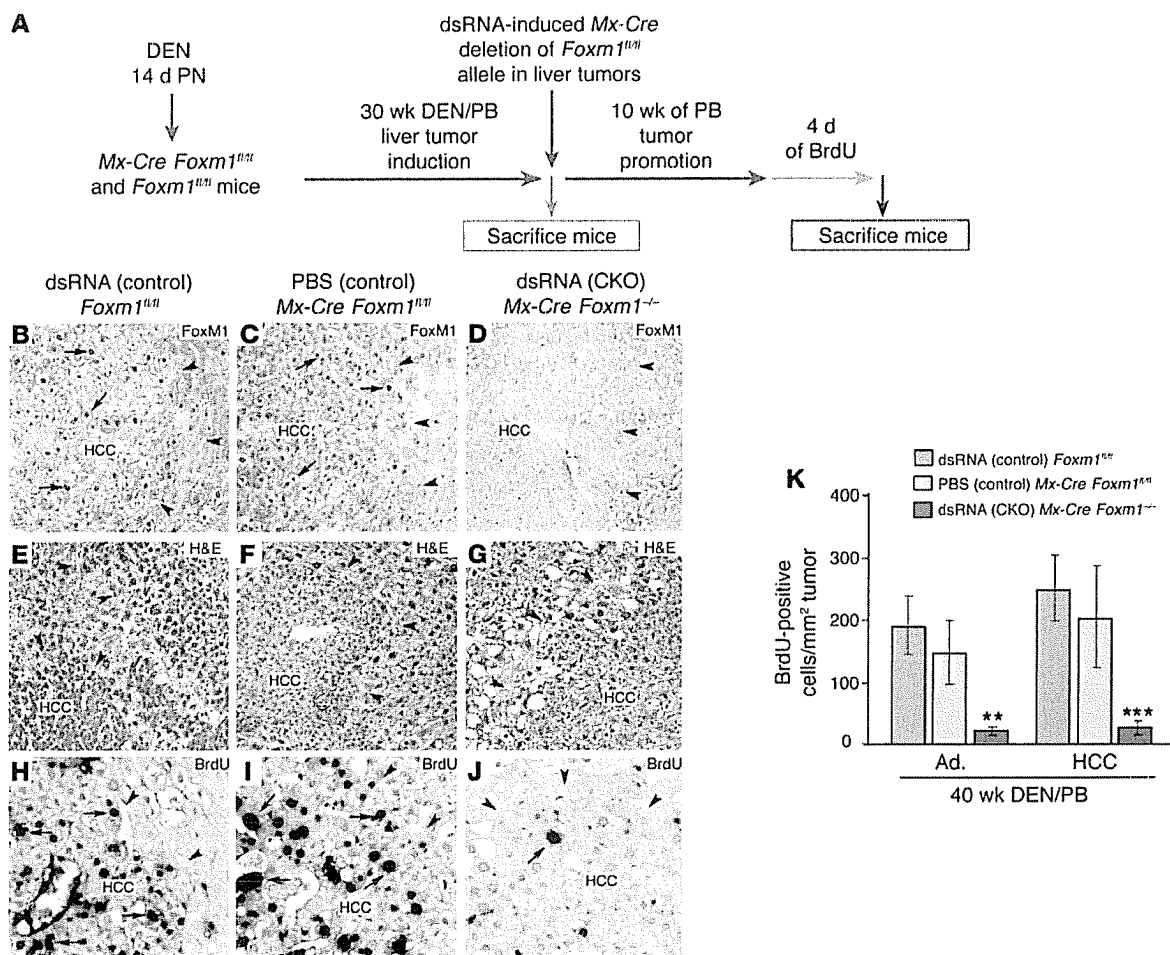 A
DEN
14 d PN
Mx-Cre Foxm1fl/fl
and Foxm1fl/fl mice
30 wk DEN/PB
liver tumor
induction
dsRNA-induced Mx-Cre
deletion of Foxm1fl/fl
allele in liver tumors
10 wk of PB
tumor
promotion
4 d
of BrdU
Sacrifice mice
Sacrifice mice
dsRNA (control)
Foxm1fl/fl
PBS (control)
Mx-Cre Foxm1fl/fl
dsRNA (CKO)
Mx-Cre Foxm1–/–
B
FoxM1
HCC
C
FoxM1
HCC
D
FoxM1
HCC
E
H&E
HCC
F
H&E
HCC
G
H&E
HCC
H
BrdU
HCC
I
BrdU
HCC
J
BrdU
HCC
K
dsRNA (control) Foxm1fl/fl
PBS (control) Mx-Cre Foxm1fl/fl
dsRNA (CKO) Mx-Cre Foxm1–/–
BrdU-positive
cells/mm² tumor
400
300
200
100
0
**
***
Ad.
HCC
40 wk DEN/PB